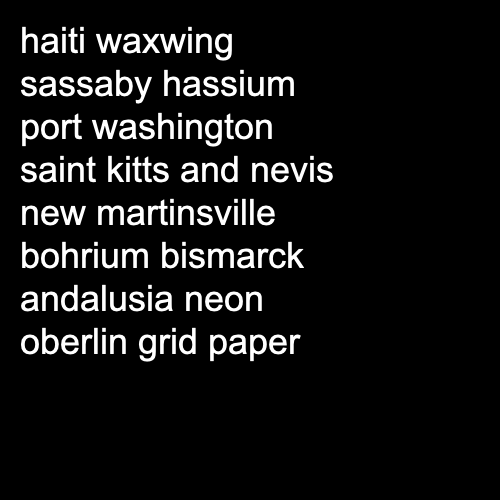 haiti waxwing
sassaby hassium
port washington
saint kitts and nevis
new martinsville
bohrium bismarck
andalusia neon
oberlin grid paper